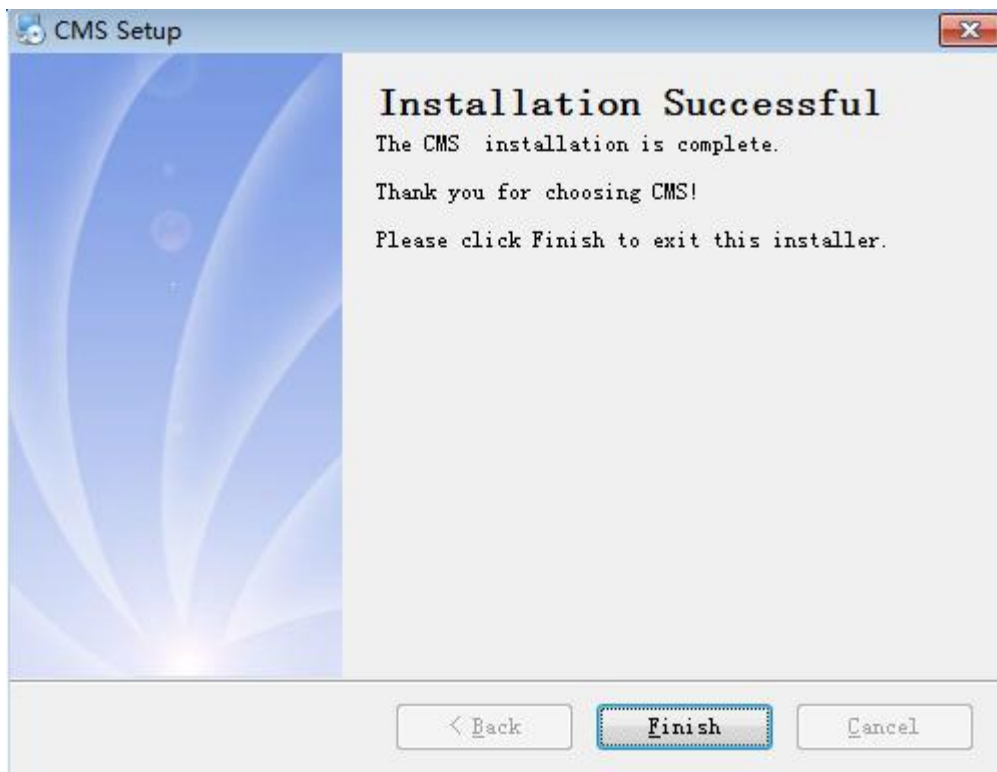 CMS Setup
Installation Successful
The CMS  installation is complete.
Thank you for choosing CMS!
Please click Finish to exit this installer.
< Back
Finish
Cancel